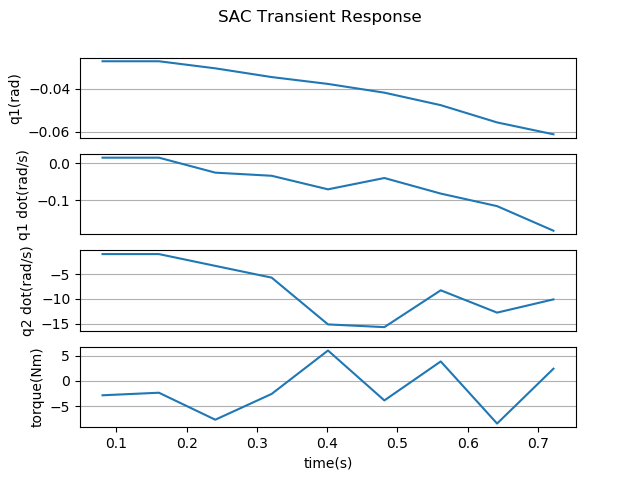 SAC Transient Response
q1(rad)
−0.04
−0.06
q1 dot(rad/s)
0.0
−0.1
q2 dot(rad/s)
−5
−10
−15
torque(Nm)
5
0
−5
0.1 0.2 0.3 0.4 0.5 0.6 0.7
time(s)